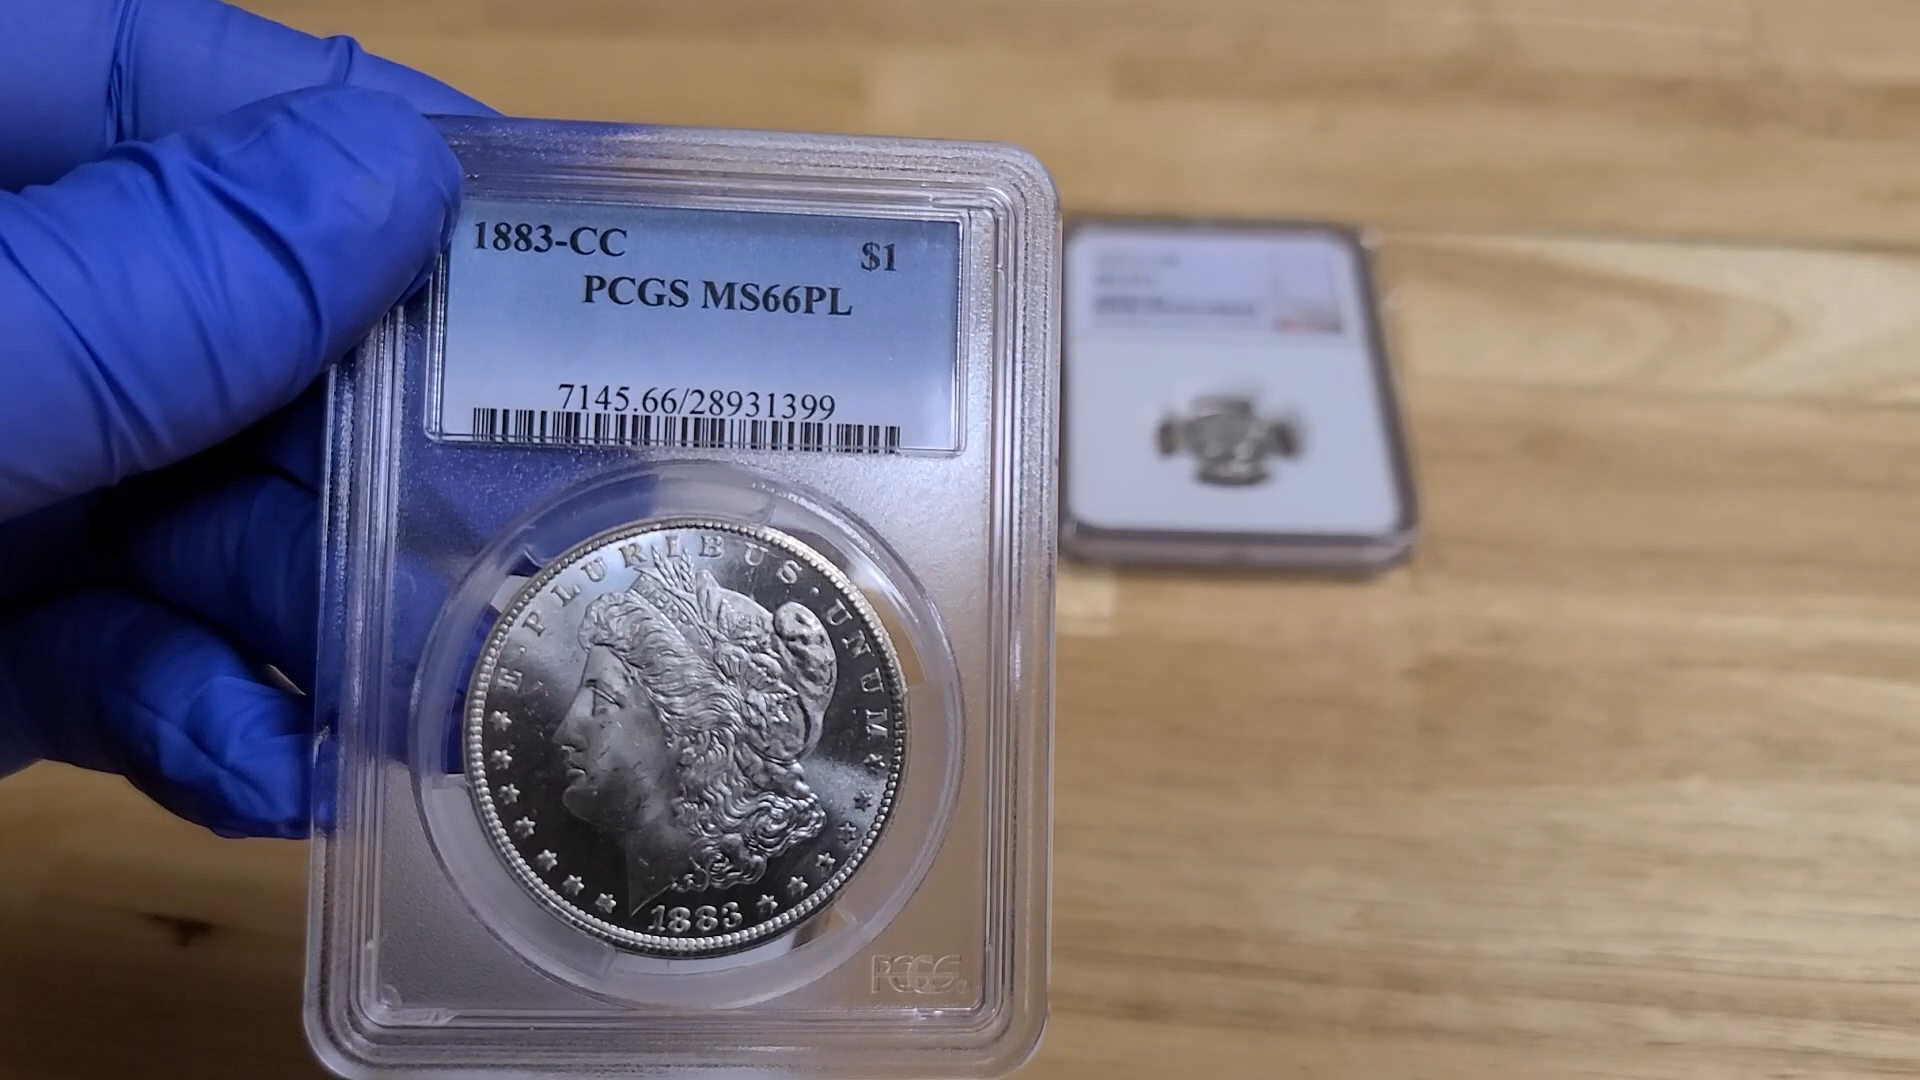 1883-CC $1
PCGS MS66PL
7145.66/28931399
E·PLURIBUS·UNUM
1883
PCGS